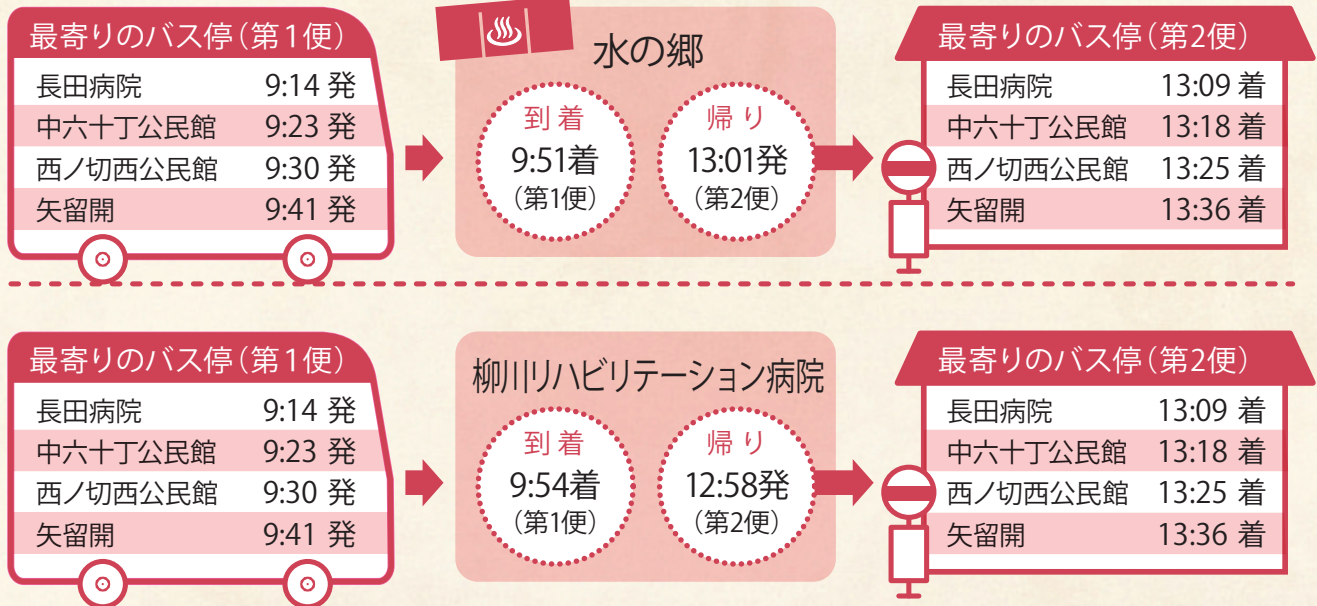 最寄りのバス停（第1便）
長田病院 9:14 発
中六十丁公民館 9:23 発
西ノ切西公民館 9:30 発
矢留開 9:41 発
水の郷
到着
9:51着
（第1便）
帰り
13:01発
（第2便）
最寄りのバス停（第2便）
長田病院 13:09 着
中六十丁公民館 13:18 着
西ノ切西公民館 13:25 着
矢留開 13:36 着
最寄りのバス停（第1便）
長田病院 9:14 発
中六十丁公民館 9:23 発
西ノ切西公民館 9:30 発
矢留開 9:41 発
柳川リハビリテーション病院
到着
9:54着
（第1便）
帰り
12:58発
（第2便）
最寄りのバス停（第2便）
長田病院 13:09 着
中六十丁公民館 13:18 着
西ノ切西公民館 13:25 着
矢留開 13:36 着